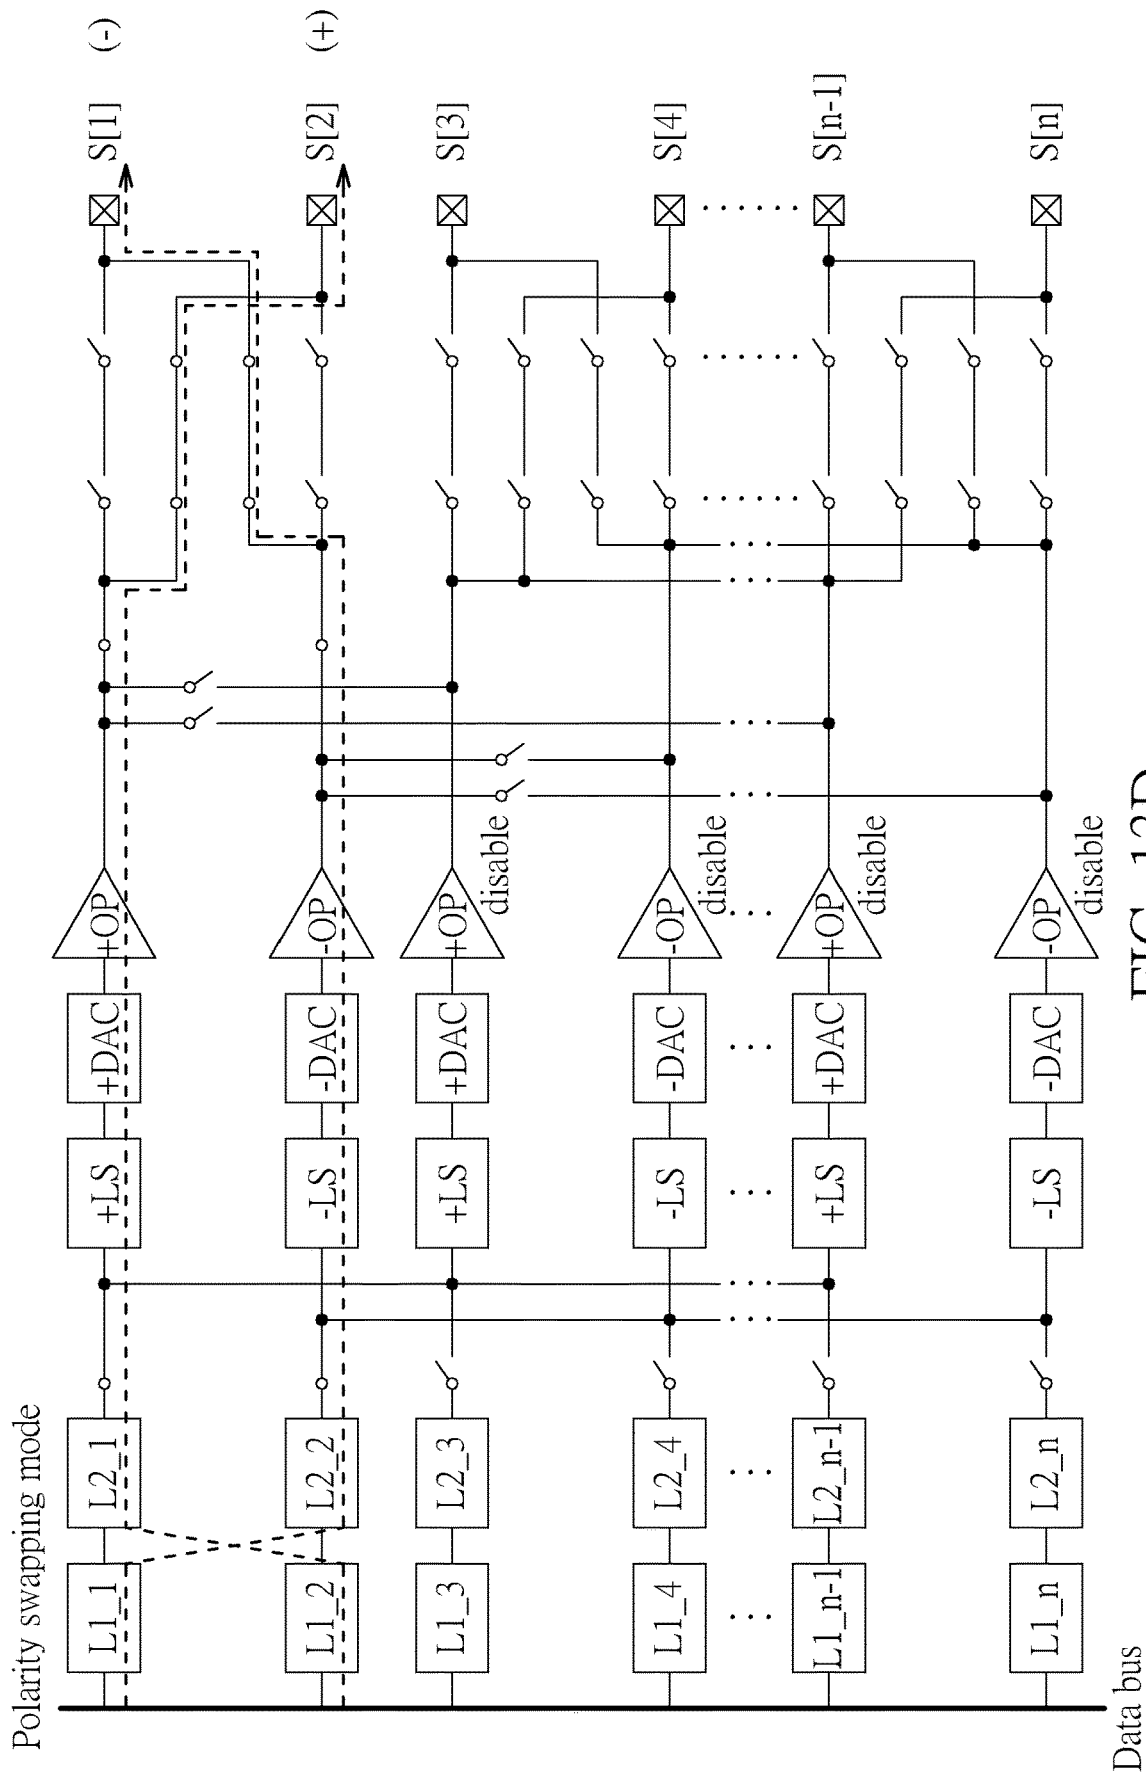 Polarity swapping mode
L1_1 L2_1 +LS +DAC +OP S[1] (-)
L1_2 L2_2 -LS -DAC -OP S[2] (+)
L1_3 L2_3 +LS +DAC +OP S[3]
disable
L1_4 L2_4 -LS -DAC -OP S[4]
disable
L1_n-1 L2_n-1 +LS +DAC +OP S[n-1]
disable
L1_n L2_n -LS -DAC -OP S[n]
disable
Data bus